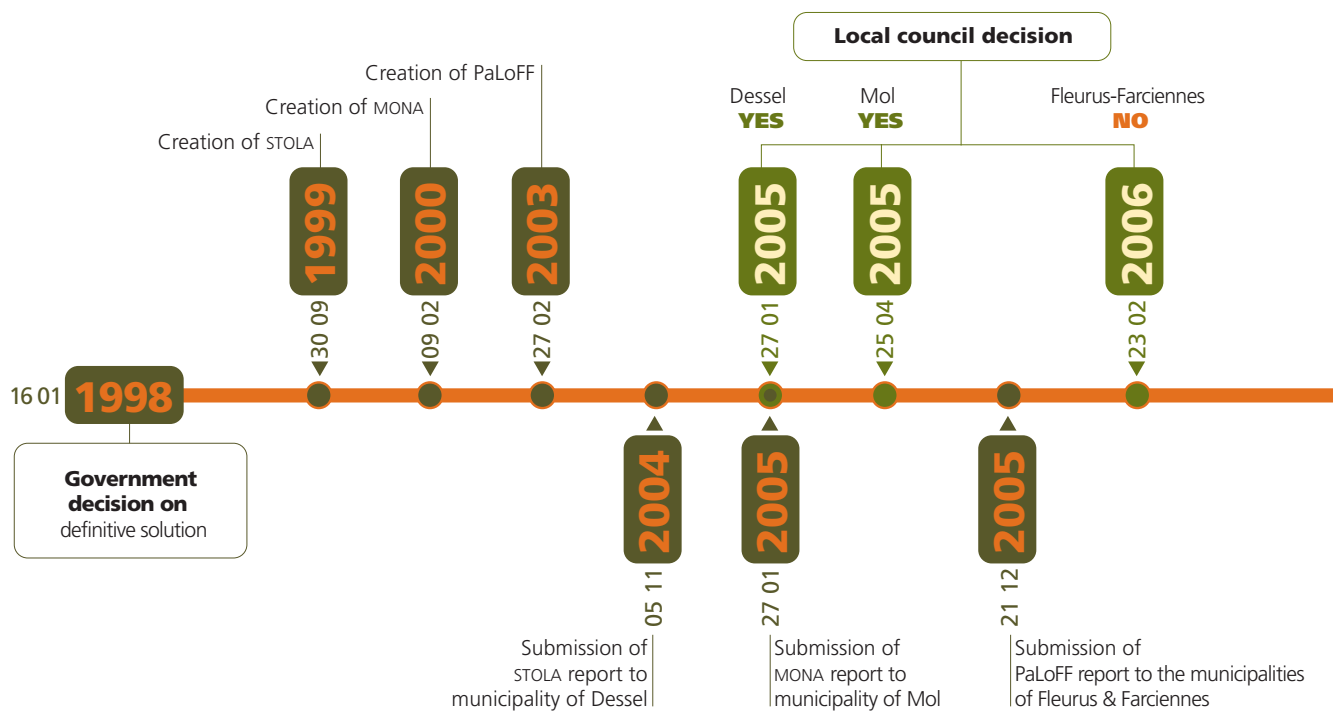 Local council decision
Creation of PaLoFF
Dessel
YES
Mol
YES
Fleurus-Farciennes
NO
Creation of MONA
Creation of STOLA
1999
2000
2003
2005
2005
2006
30 09
09 02
27 02
27 01
25 04
23 02
16 01
1998
Government
decision on
definitive solution
2004
2005
2005
05 11
27 01
21 12
Submission of
STOLA report to
municipality of Dessel
Submission of
MONA report to
municipality of Mol
Submission of
PaLoFF report to the municipalities
of Fleurus & Farciennes